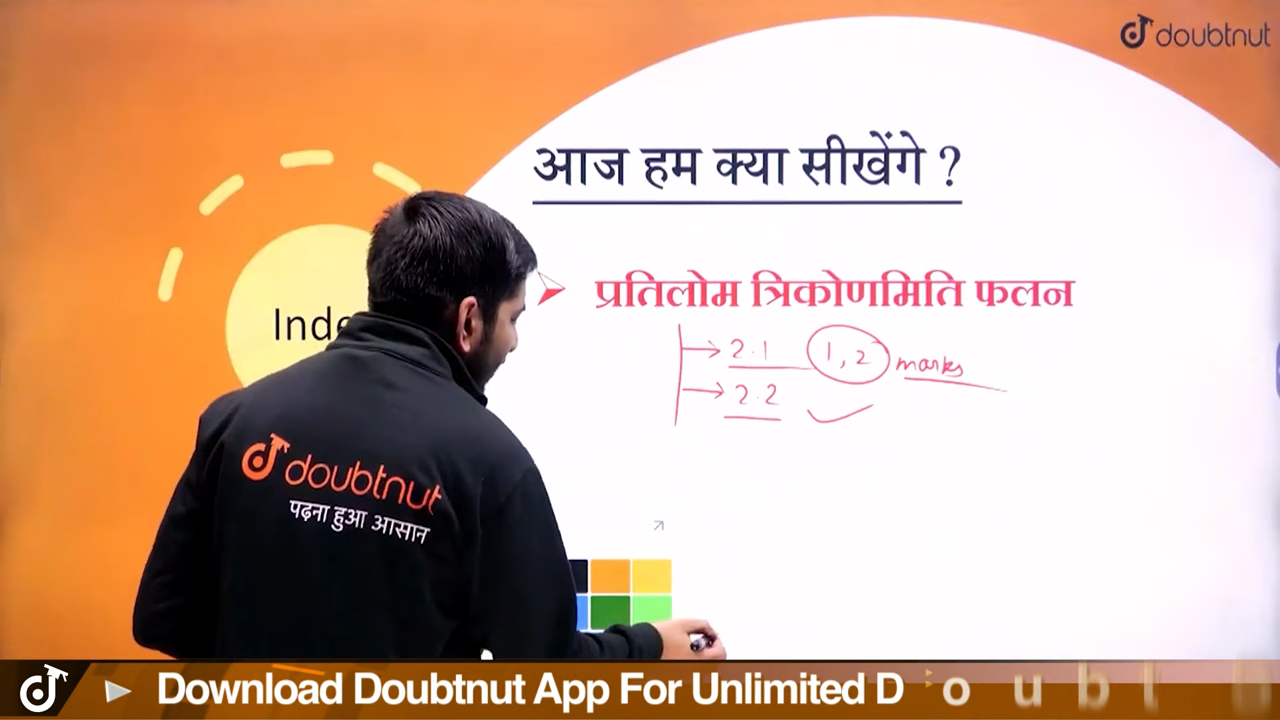 doubtnut
आज हम क्या सीखेंगे ?
प्रतिलोम त्रिकोणमिति फलन
2.1 1, 2 marks
2.2
doubtnut
पढ़ना हुआ आसान
Download Doubtnut App For Unlimited D o u b t